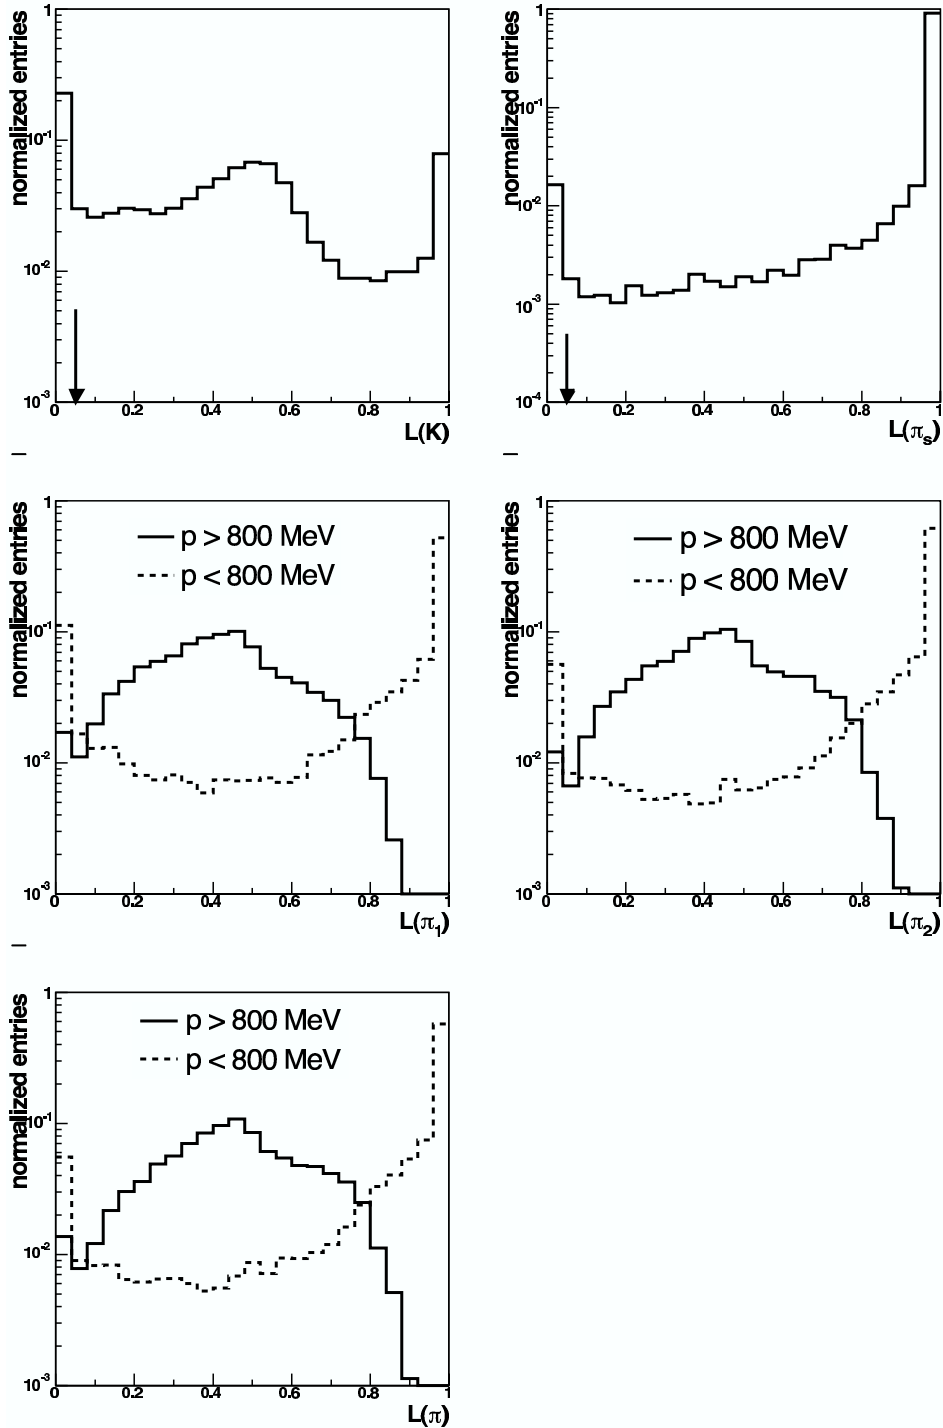 normalized entries
1
10-1
10-2
10-3
0 0.2 0.4 0.6 0.8 1
L(K)
normalized entries
1
10-1
10-2
10-3
10-4
0 0.2 0.4 0.6 0.8 1
L(πs)
normalized entries
1
10-1
10-2
10-3
p > 800 MeV
p < 800 MeV
0 0.2 0.4 0.6 0.8 1
L(π1)
normalized entries
1
10-1
10-2
10-3
p > 800 MeV
p < 800 MeV
0 0.2 0.4 0.6 0.8 1
L(π2)
normalized entries
1
10-1
10-2
10-3
p > 800 MeV
p < 800 MeV
0 0.2 0.4 0.6 0.8 1
L(π)